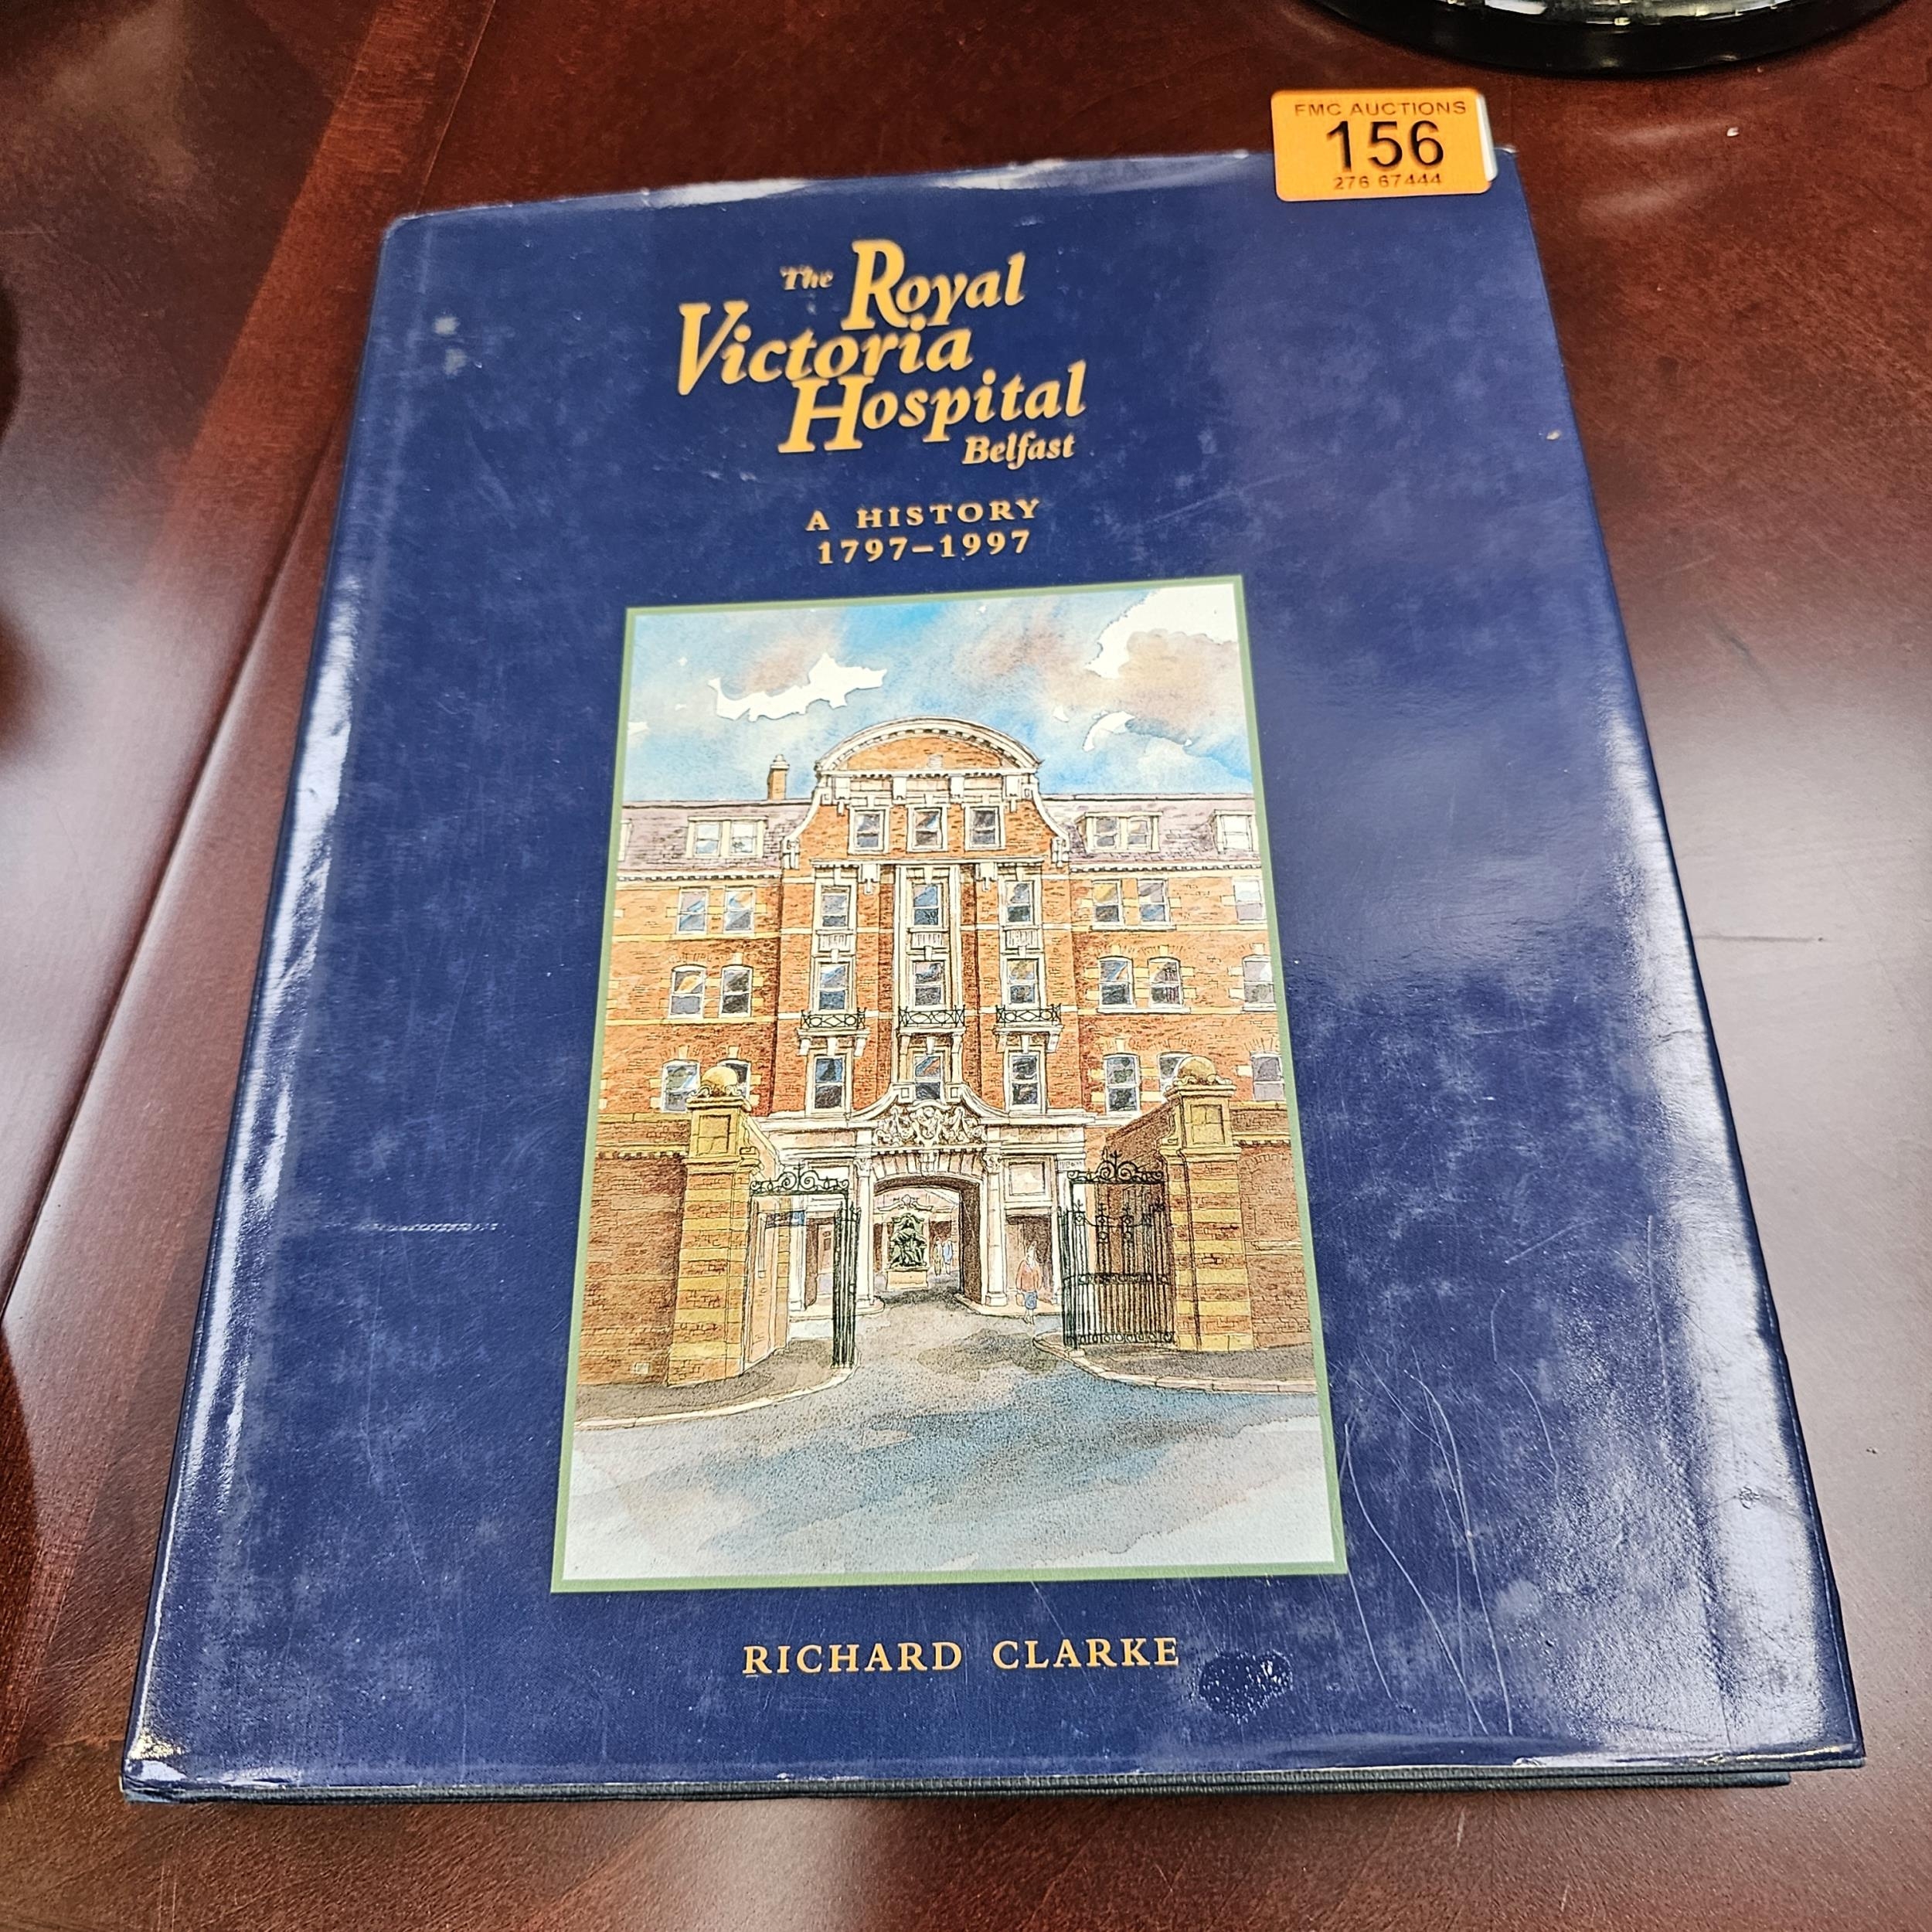 FMC AUCTIONS
156
276 67444
The Royal
Victoria
Hospital
Belfast
A HISTORY
1797–1997
RICHARD CLARKE